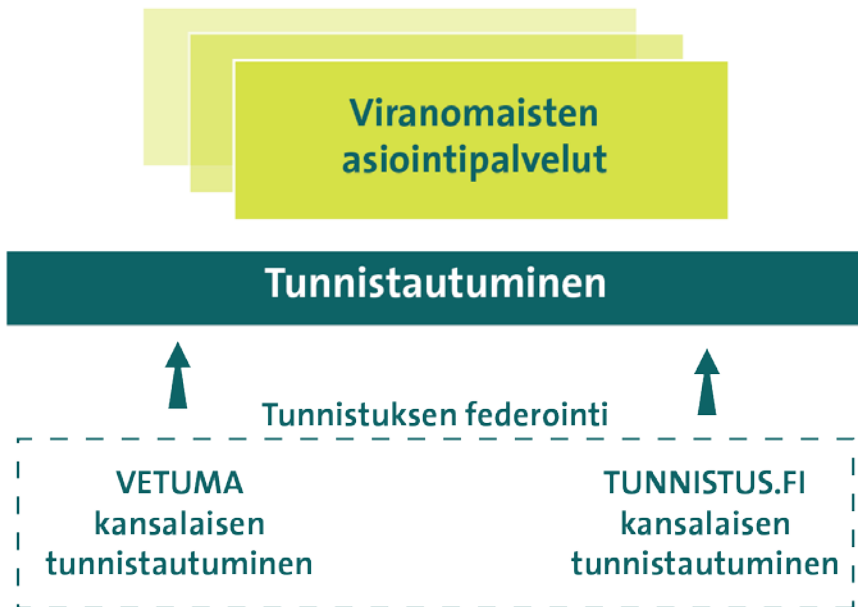 Viranomaisten
asiointipalvelut
Tunnistautuminen
Tunnistuksen federointi
VETUMA
kansalaisen
tunnistautuminen
TUNNISTUS.FI
kansalaisen
tunnistautuminen